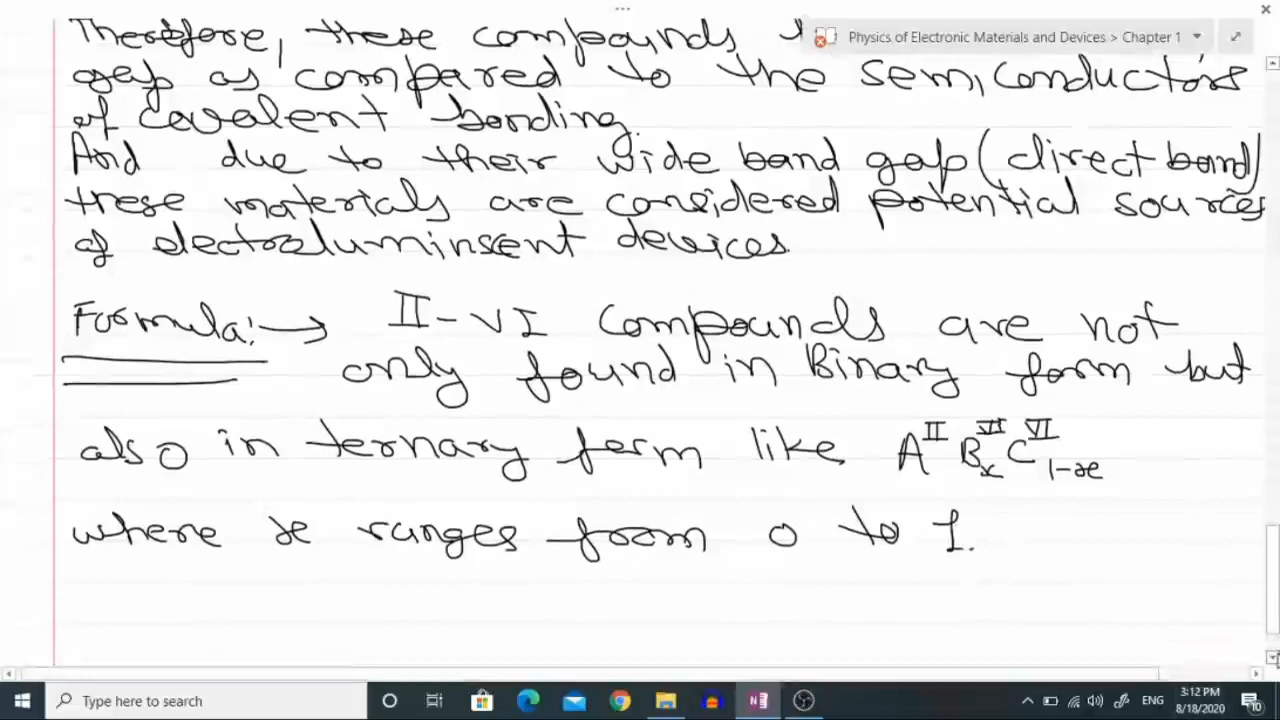 Physics of Electronic Materials and Devices > Chapter 1
Therefore, these compounds
gap as compared to the semiconductors
of covalent bonding.
And due to their wide band gap (direct band)
these materials are considered potential sources
of electroluminsent devices
Formula:→ II-VI compounds are not
only found in Binary form but
also in ternary form like A^II B_x^VI C_1-x^VI
where x ranges from 0 to 1.
Type here to search
ENG
3:12 PM
8/18/2020
10